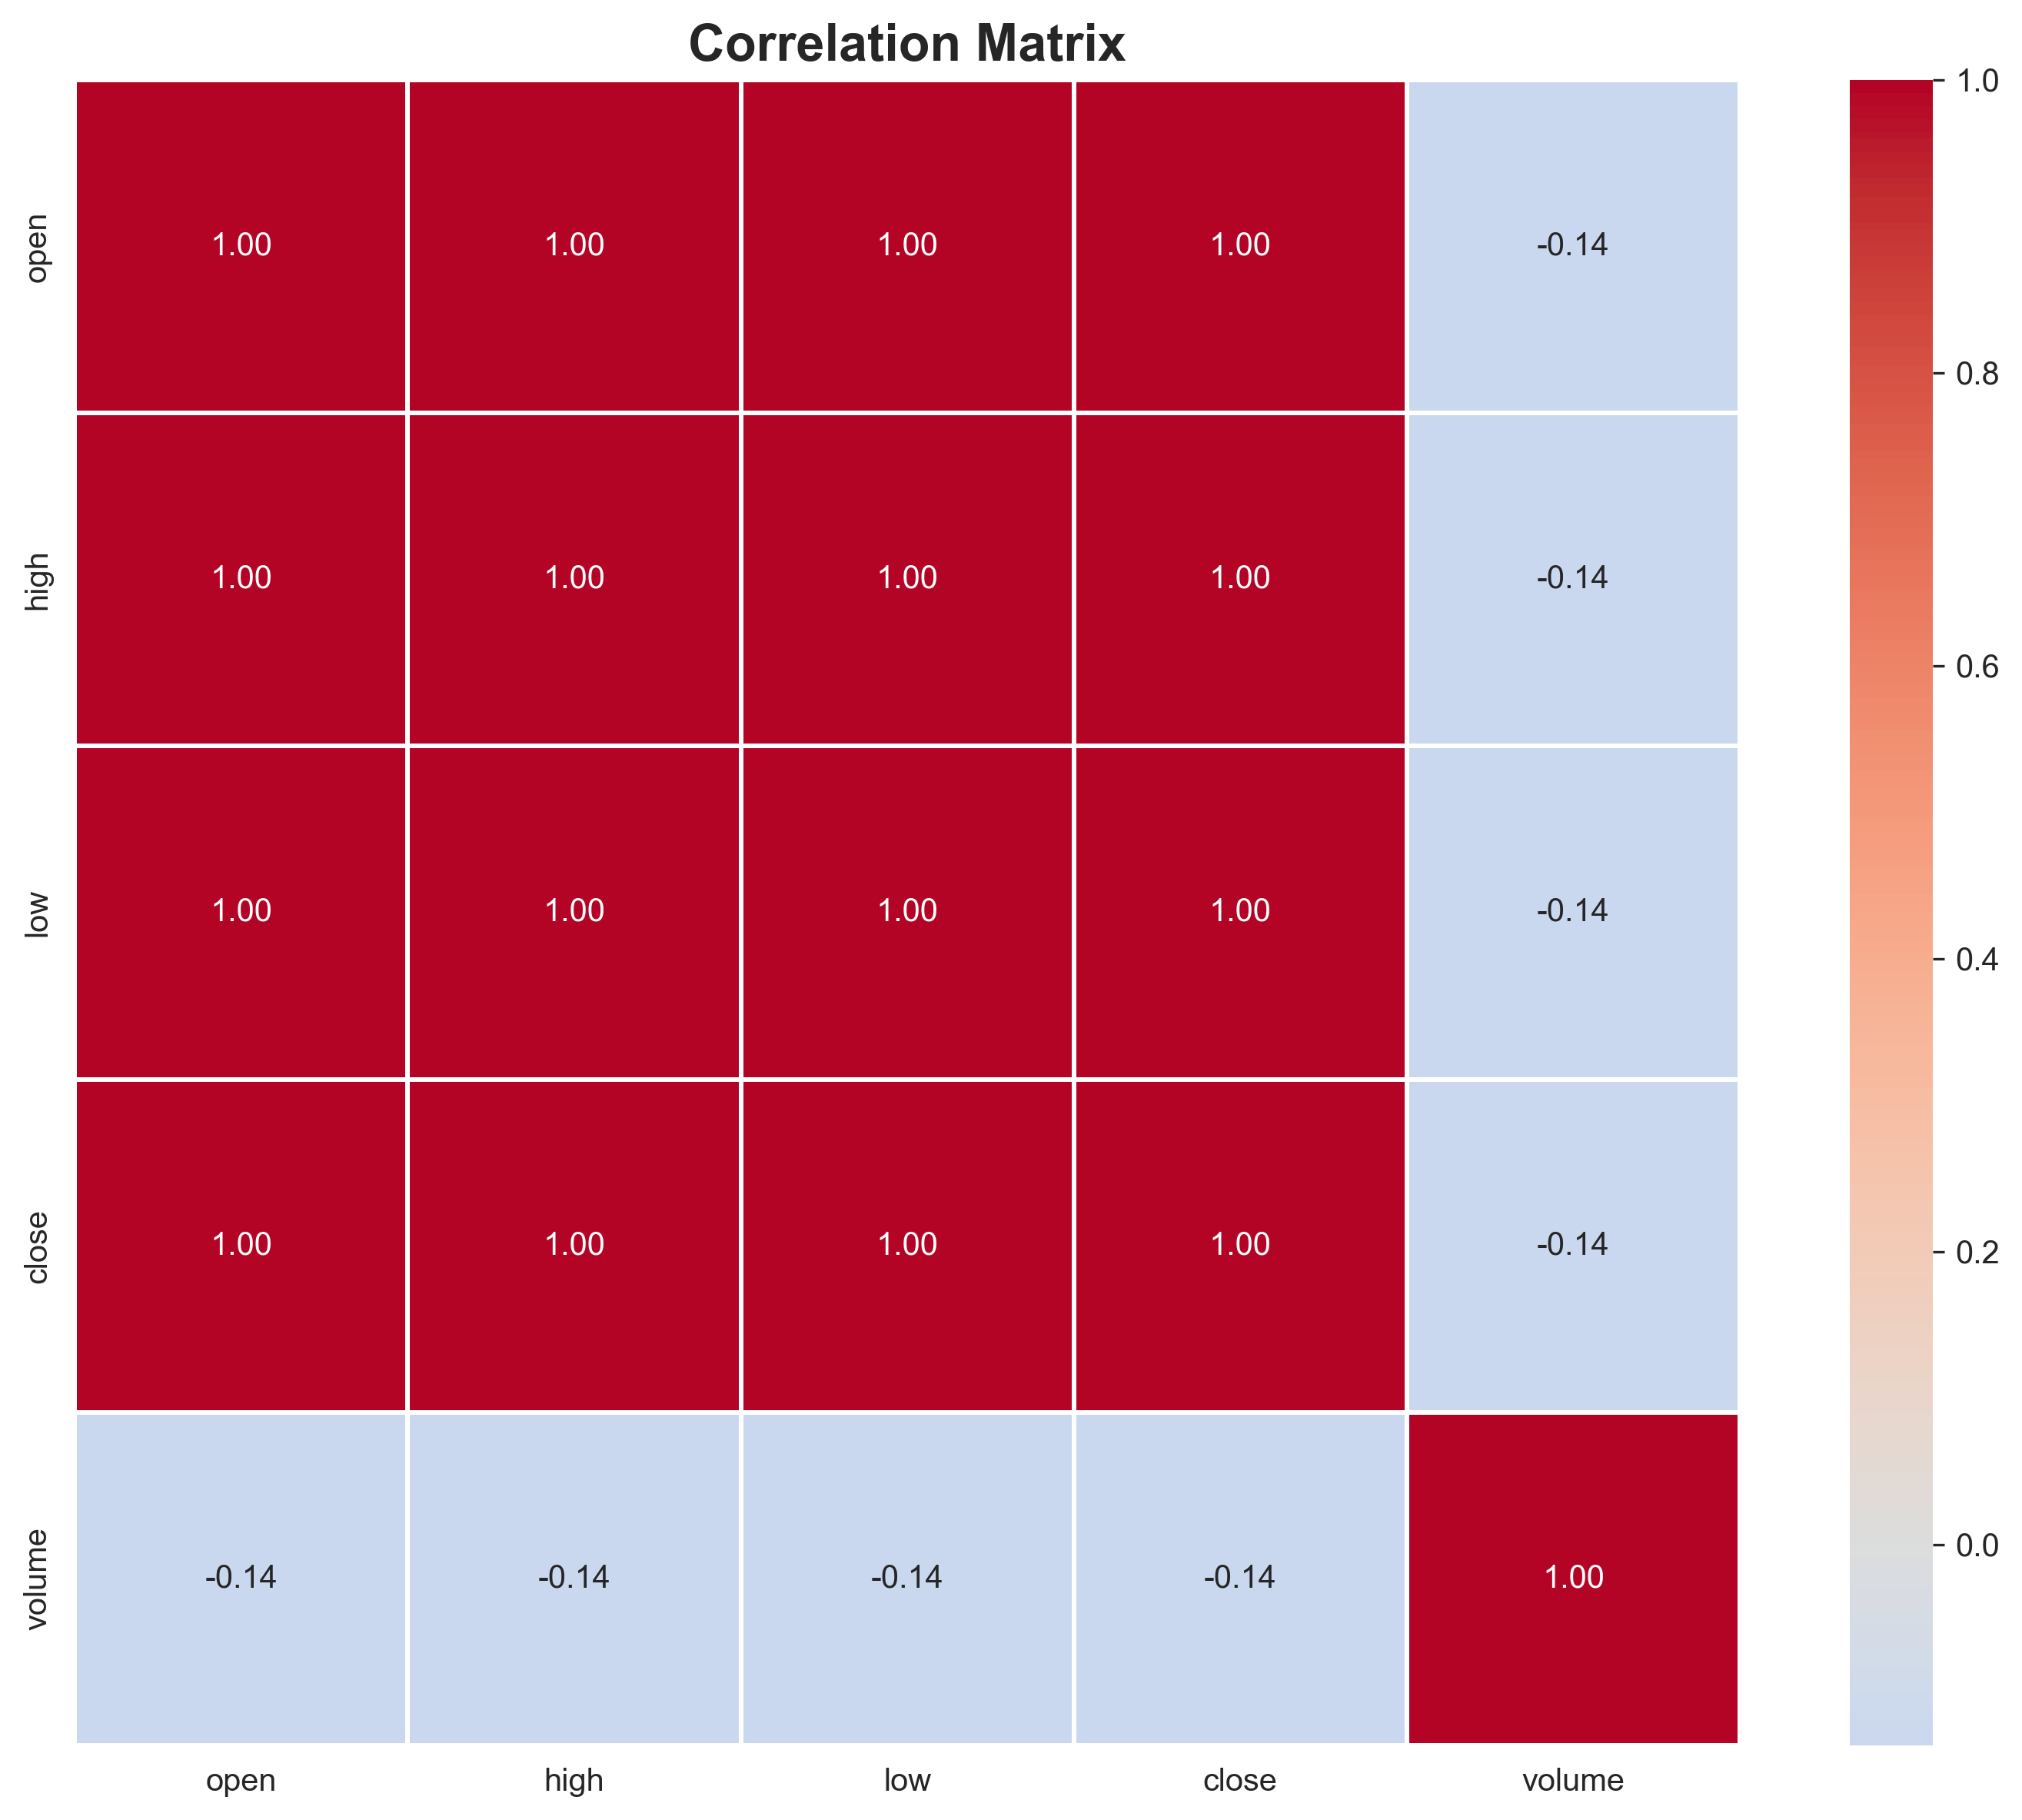 Correlation Matrix
open 1.00 1.00 1.00 1.00 -0.14
high 1.00 1.00 1.00 1.00 -0.14
low 1.00 1.00 1.00 1.00 -0.14
close 1.00 1.00 1.00 1.00 -0.14
volume -0.14 -0.14 -0.14 -0.14 1.00
open high low close volume
1.0
0.8
0.6
0.4
0.2
0.0